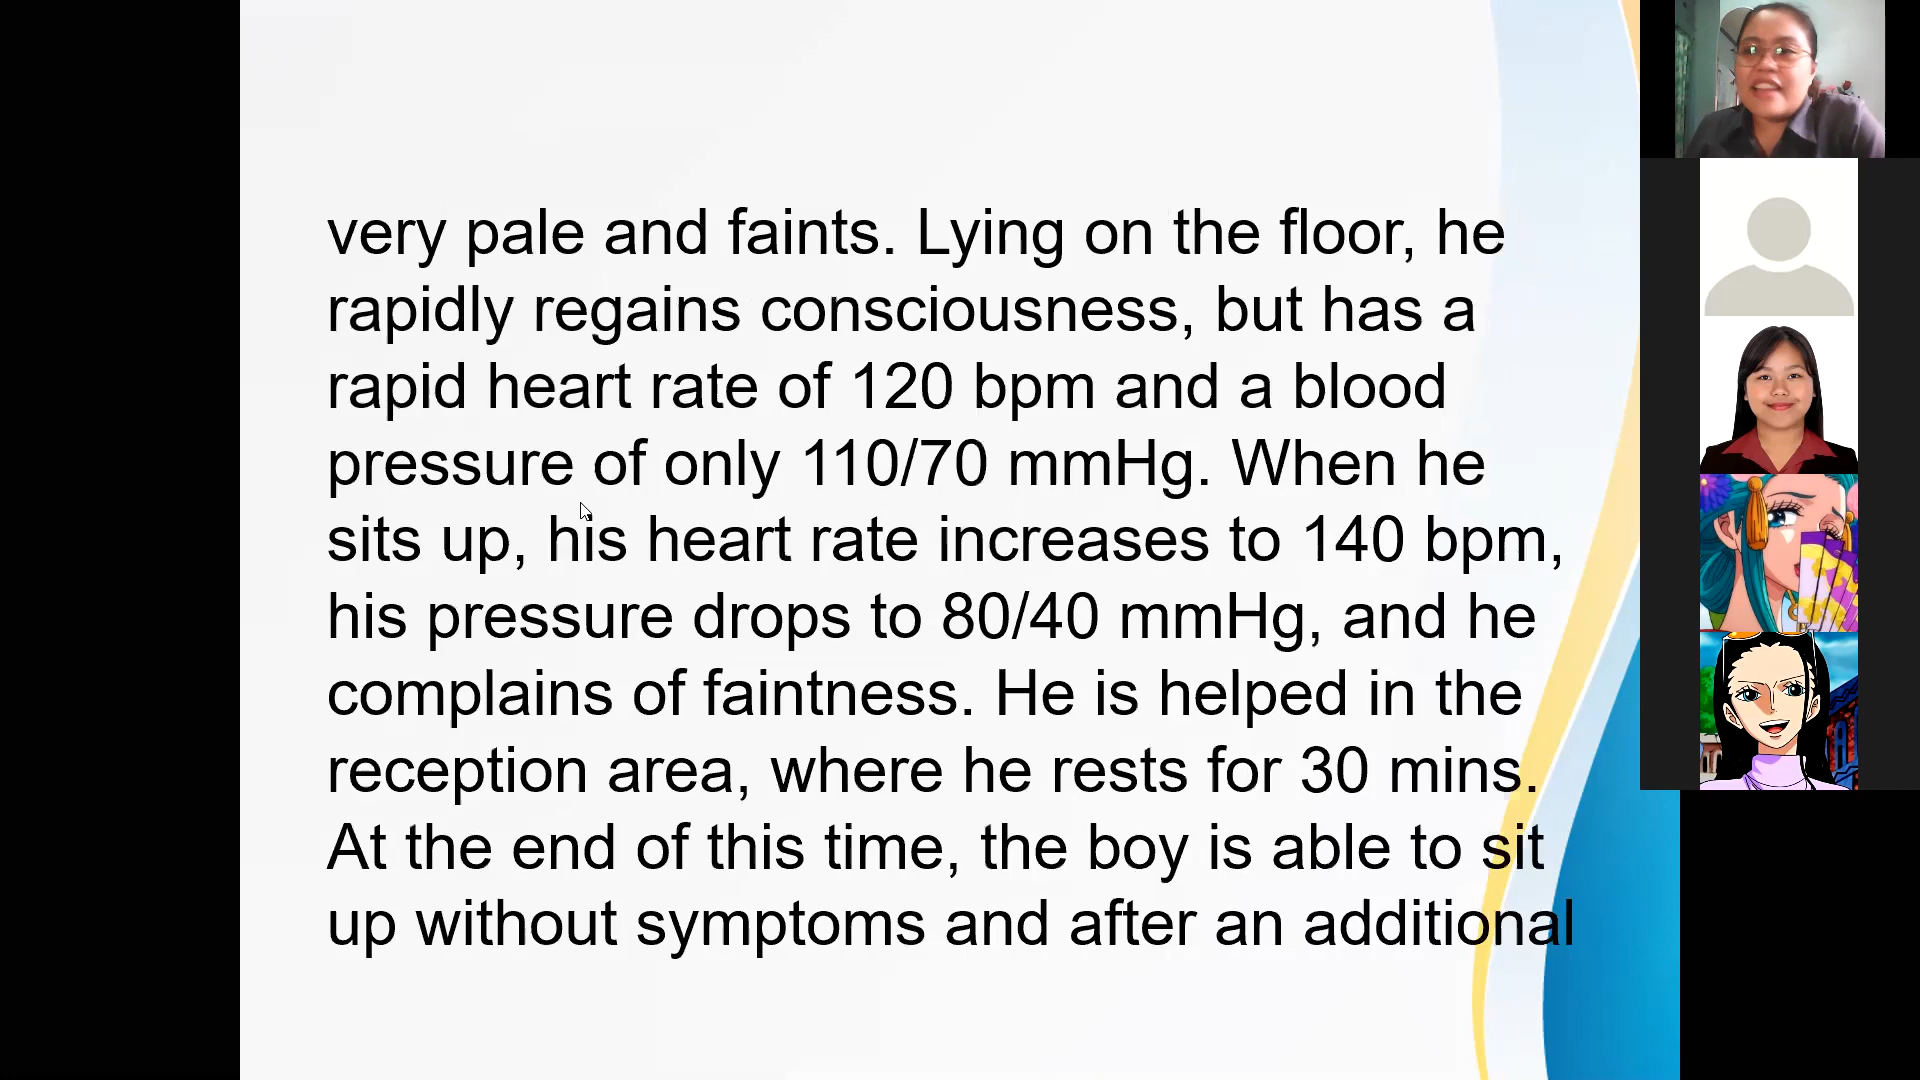 very pale and faints. Lying on the floor, he
rapidly regains consciousness, but has a
rapid heart rate of 120 bpm and a blood
pressure of only 110/70 mmHg. When he
sits up, his heart rate increases to 140 bpm,
his pressure drops to 80/40 mmHg, and he
complains of faintness. He is helped in the
reception area, where he rests for 30 mins.
At the end of this time, the boy is able to sit
up without symptoms and after an additional